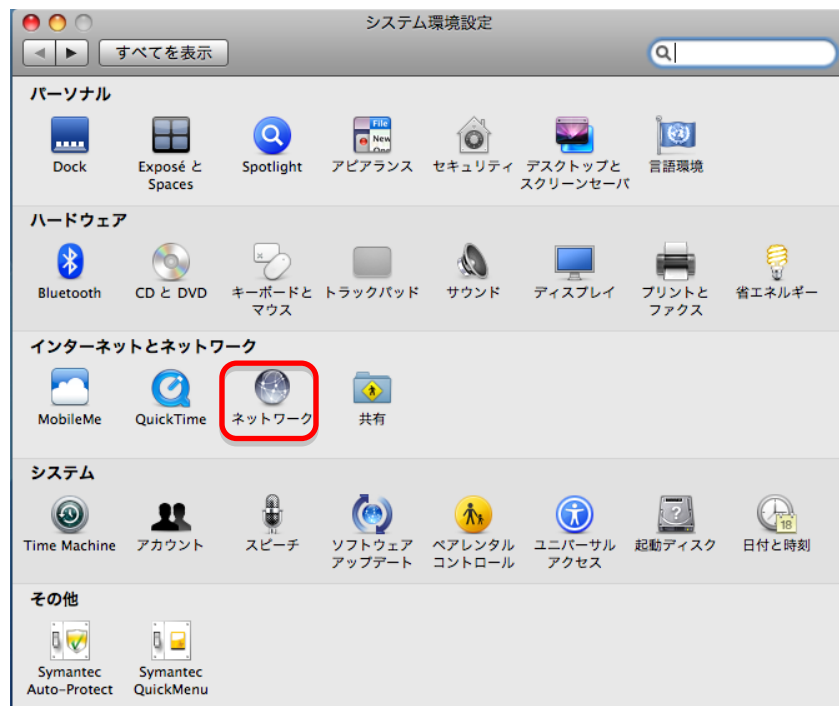 システム環境設定
すべてを表示
パーソナル
Dock
Exposé と
Spaces
Spotlight
File
New
アピアランス
セキュリティ
デスクトップと
スクリーンセーバ
言語環境
ハードウェア
Bluetooth
CD と DVD
キーボードと
マウス
トラックパッド
サウンド
ディスプレイ
プリントと
ファクス
省エネルギー
インターネットとネットワーク
MobileMe
QuickTime
ネットワーク
共有
システム
Time Machine
アカウント
スピーチ
ソフトウェア
アップデート
ペアレンタル
コントロール
ユニバーサル
アクセス
起動ディスク
18
日付と時刻
その他
Symantec
Auto-Protect
Symantec
QuickMenu